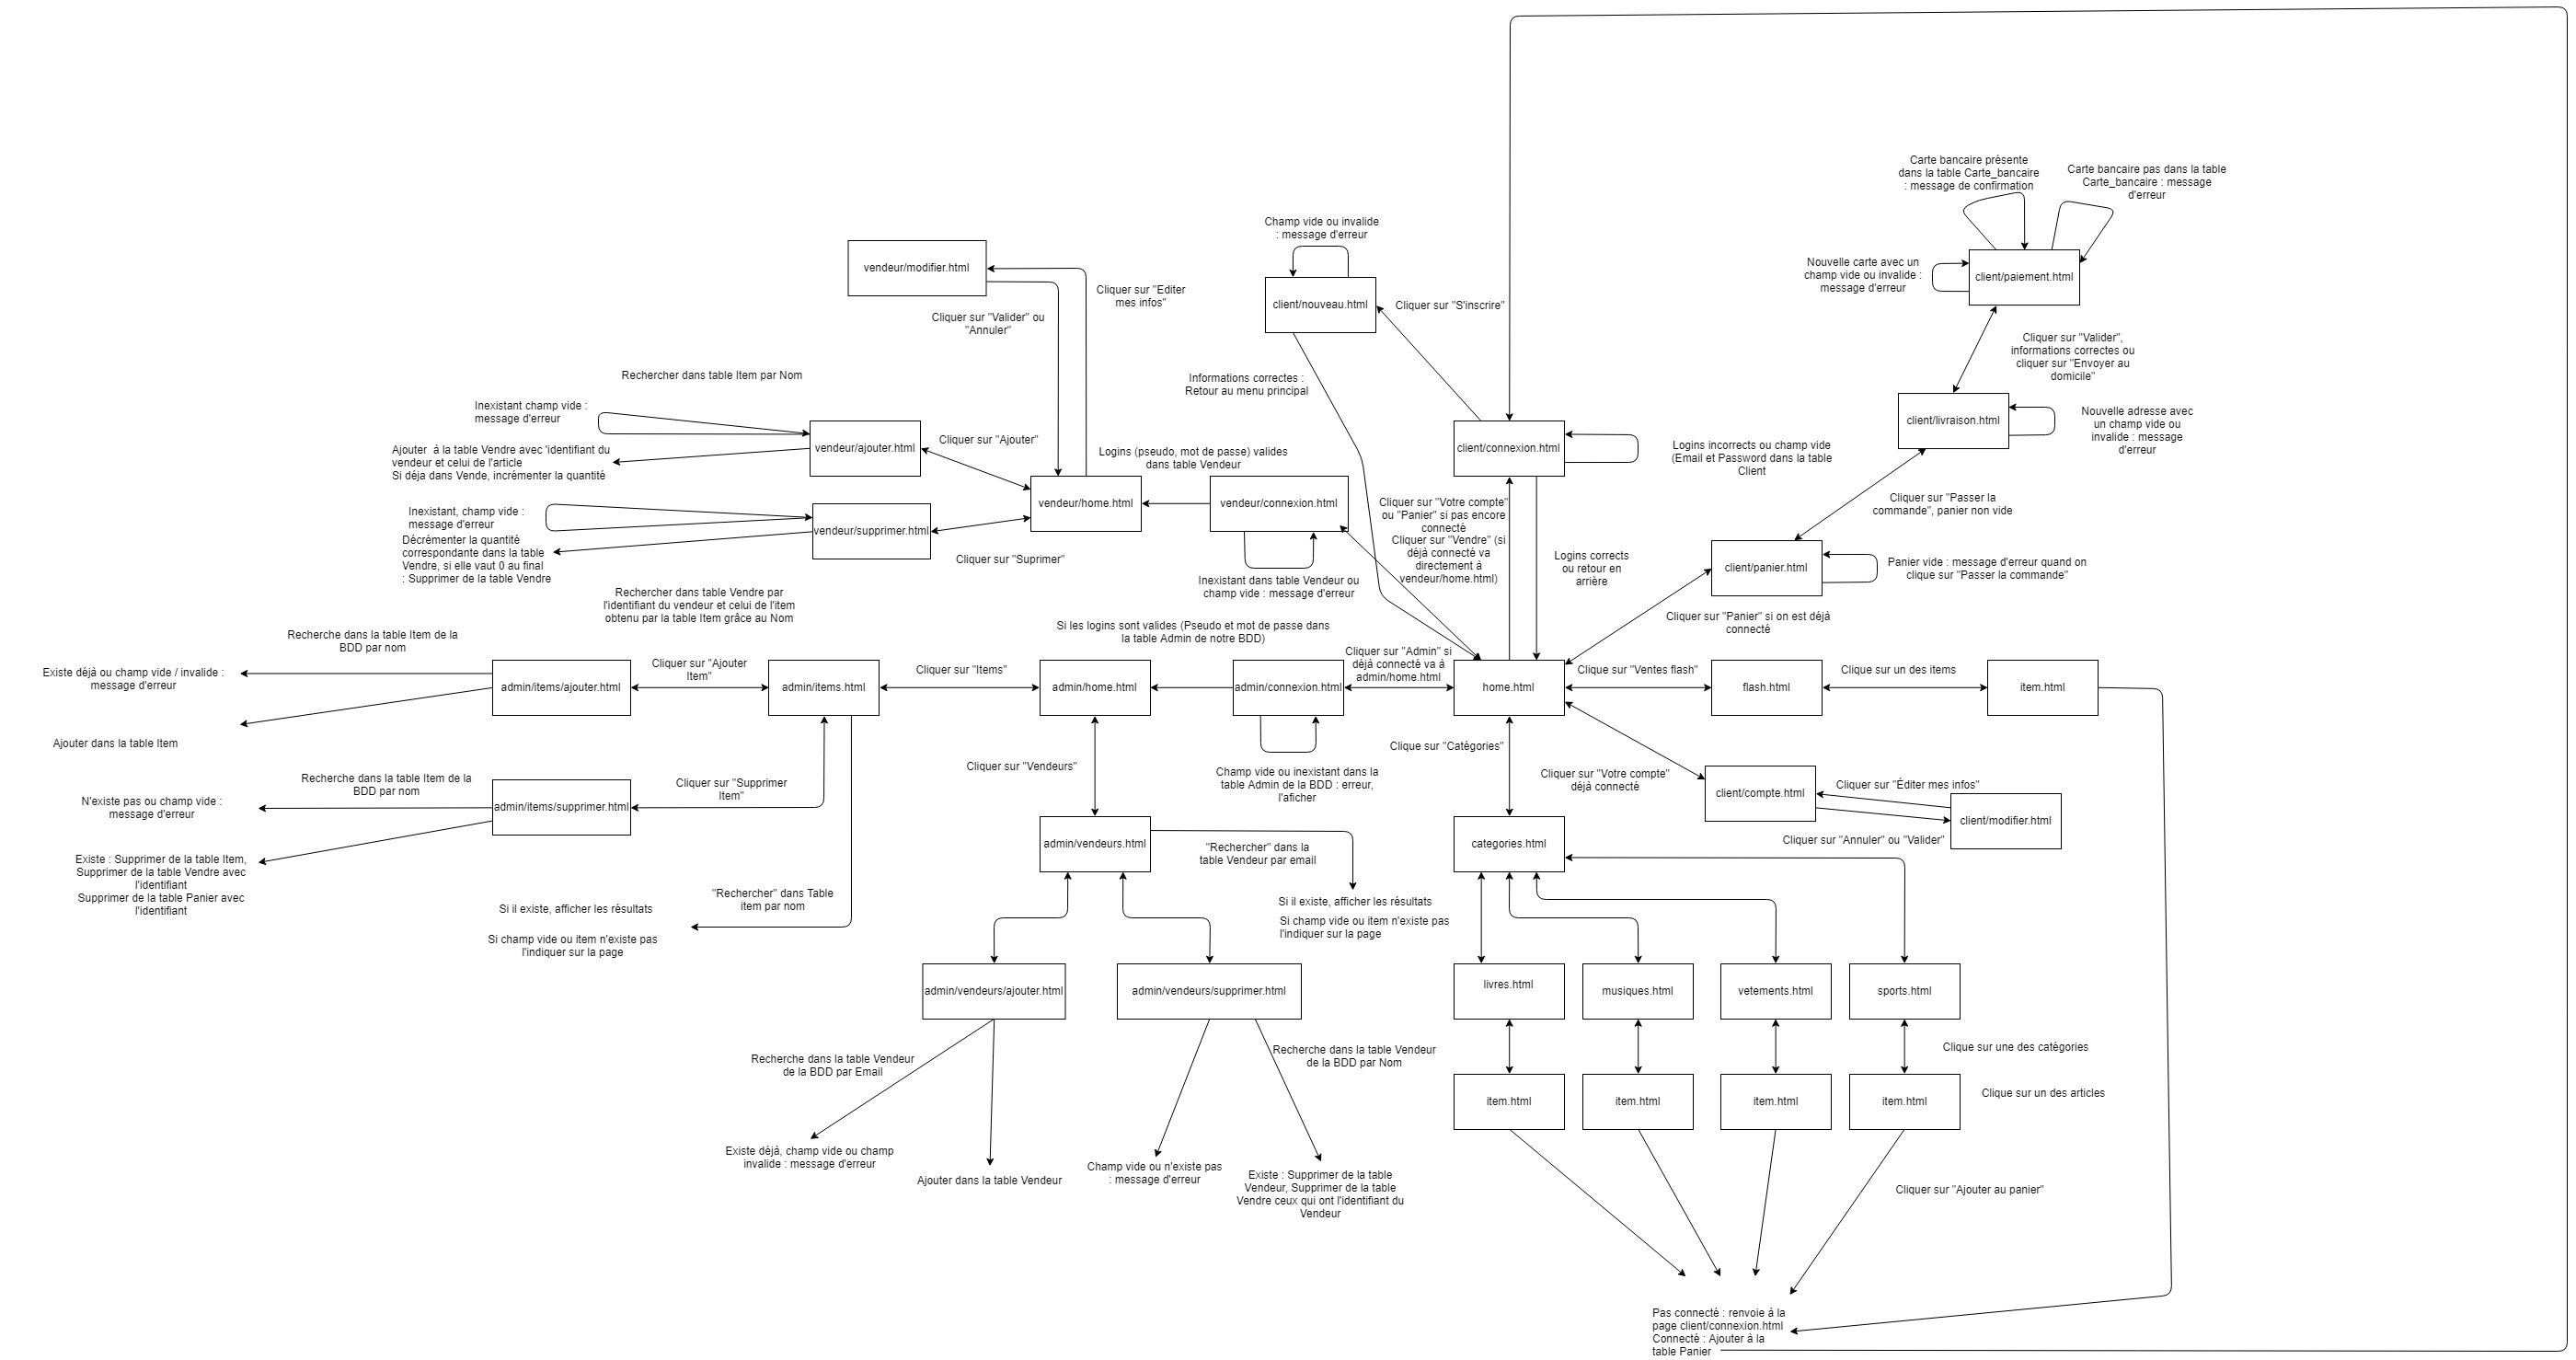 Carte bancaire présente
dans la table Carte_bancaire
: message de confirmation
Carte bancaire pas dans la table
Carte_bancaire : message
d'erreur
Champ vide ou invalide
: message d'erreur
vendeur/modifier.html
Cliquer sur "Editer
mes infos"
Cliquer sur "Valider" ou
"Annuler"
client/nouveau.html
Cliquer sur "S'inscrire"
Nouvelle carte avec un
champ vide ou invalide :
message d'erreur
client/paiement.html
Cliquer sur "Valider",
informations correctes ou
cliquer sur "Envoyer au
domicile"
Rechercher dans table Item par Nom
Informations correctes :
Retour au menu principal
Inexistant champ vide :
message d'erreur
Ajouter  à la table Vendre avec 'identifiant du
vendeur et celui de l'article
Si déja dans Vende, incrémenter la quantité
vendeur/ajouter.html
Cliquer sur "Ajouter"
Logins (pseudo, mot de passe) valides
dans table Vendeur
client/connexion.html
Logins incorrects ou champ vide
(Email et Password dans la table
Client
client/livraison.html
Nouvelle adresse avec
un champ vide ou
invalide : message
d'erreur
Inexistant, champ vide :
message d'erreur
Décrémenter la quantité
correspondante dans la table
Vendre, si elle vaut 0 au final
: Supprimer de la table Vendre
vendeur/supprimer.html
Cliquer sur "Suprimer"
vendeur/home.html
vendeur/connexion.html
Cliquer sur "Votre compte"
ou "Panier" si pas encore
connecté
Cliquer sur "Vendre" (si
déjà connecté va
directement à
vendeur/home.html)
Logins corrects
ou retour en
arrière
Cliquer sur "Passer la
commande", panier non vide
client/panier.html
Panier vide : message d'erreur quand on
clique sur "Passer la commande"
Inexistant dans table Vendeur ou
champ vide : message d'erreur
Rechercher dans table Vendre par
l'identifiant du vendeur et celui de l'item
obtenu par la table Item grâce au Nom
Cliquer sur "Panier" si on est déjà
connecté
Recherche dans la table Item de la
BDD par nom
Si les logins sont valides (Pseudo et mot de passe dans
la table Admin de notre BDD)
Existe déjà ou champ vide / invalide :
message d'erreur
admin/items/ajouter.html
Cliquer sur "Ajouter
Item"
admin/items.html
Cliquer sur "Items"
admin/home.html
admin/connexion.html
Cliquer sur "Admin" si
déjà connecté va à
admin/home.html
home.html
Clique sur "Ventes flash"
flash.html
Clique sur un des items
item.html
Ajouter dans la table Item
Clique sur "Catégories"
Cliquer sur "Vendeurs"
Champ vide ou inexistant dans la
table Admin de la BDD : erreur,
l'aficher
Cliquer sur "Votre compte"
déjà connecté
client/compte.html
Cliquer sur "Éditer mes infos"
client/modifier.html
Cliquer sur "Annuler" ou "Valider"
Recherche dans la table Item de la
BDD par nom
N'existe pas ou champ vide :
message d'erreur
admin/items/supprimer.html
Cliquer sur "Supprimer
Item"
Existe : Supprimer de la table Item,
Supprimer de la table Vendre avec
l'identifiant
Supprimer de la table Panier avec
l'identifiant
admin/vendeurs.html
"Rechercher" dans la
table Vendeur par email
categories.html
"Rechercher" dans Table
item par nom
Si il existe, afficher les résultats
Si champ vide ou item n'existe pas
l'indiquer sur la page
Si il existe, afficher les résultats
Si champ vide ou item n'existe pas
l'indiquer sur la page
admin/vendeurs/ajouter.html
admin/vendeurs/supprimer.html
livres.html
musiques.html
vetements.html
sports.html
Recherche dans la table Vendeur
de la BDD par Email
Recherche dans la table Vendeur
de la BDD par Nom
Clique sur une des catégories
item.html
item.html
item.html
item.html
Clique sur un des articles
Existe déjà, champ vide ou champ
invalide : message d'erreur
Ajouter dans la table Vendeur
Champ vide ou n'existe pas
: message d'erreur
Existe : Supprimer de la table
Vendeur, Supprimer de la table
Vendre ceux qui ont l'identifiant du
Vendeur
Cliquer sur "Ajouter au panier"
Pas connecté : renvoie à la
page client/connexion.html
Connecté : Ajouter à la
table Panier